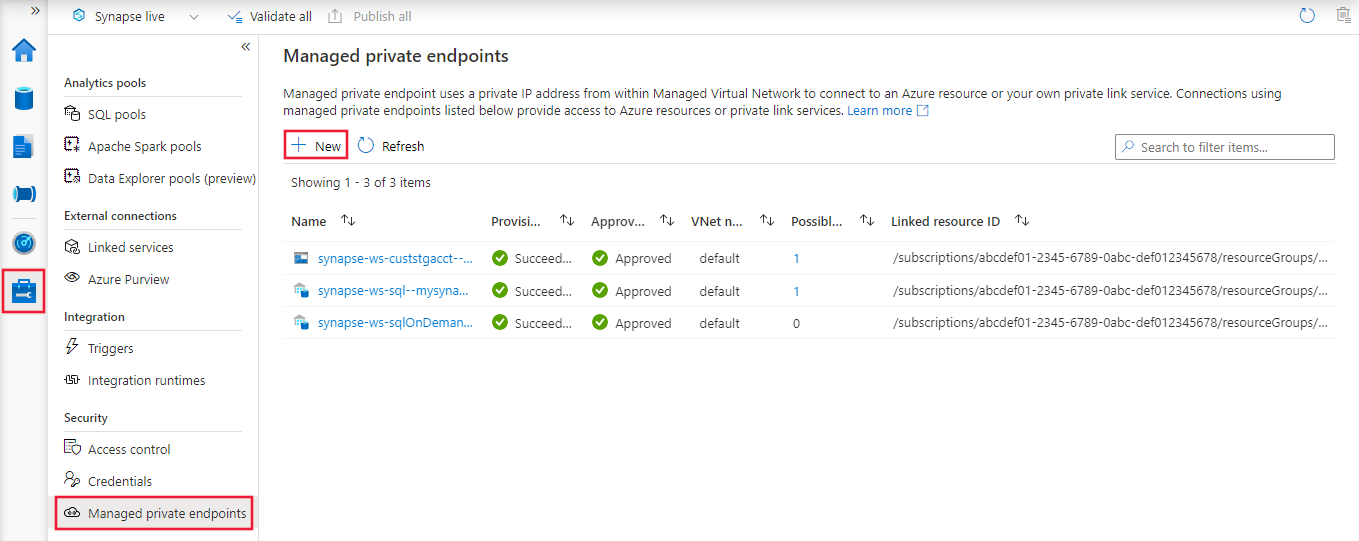 »
Synapse live
Validate all
Publish all
«
Analytics pools
SQL pools
Apache Spark pools
Data Explorer pools (preview)
External connections
Linked services
Azure Purview
Integration
Triggers
Integration runtimes
Security
Access control
Credentials
Managed private endpoints
Managed private endpoints
Managed private endpoint uses a private IP address from within Managed Virtual Network to connect to an Azure resource or your own private link service. Connections using
managed private endpoints listed below provide access to Azure resources or private link services. Learn more
New Refresh Search to filter items...
Showing 1 - 3 of 3 items
Name Provisi... Approv... VNet n... Possibl... Linked resource ID
synapse-ws-custstgacct--... Succeed... Approved default 1 /subscriptions/abcdef01-2345-6789-0abc-def012345678/resourceGroups/...
synapse-ws-sql--mysyna... Succeed... Approved default 1 /subscriptions/abcdef01-2345-6789-0abc-def012345678/resourceGroups/...
synapse-ws-sqlOnDeman... Succeed... Approved default 0 /subscriptions/abcdef01-2345-6789-0abc-def012345678/resourceGroups/...